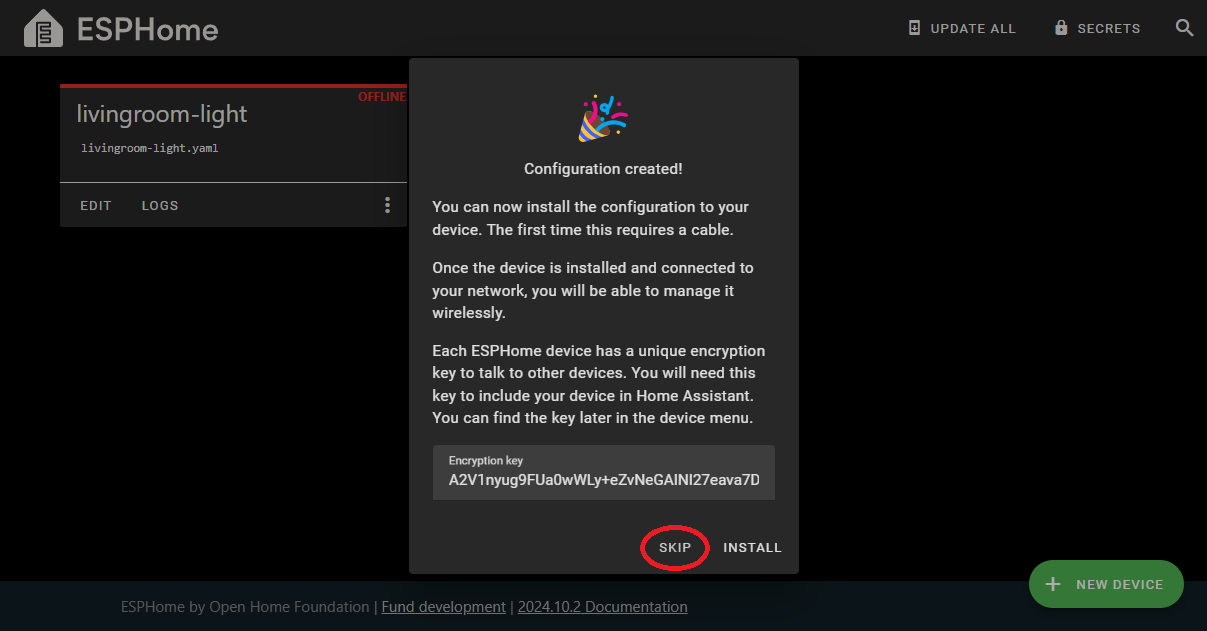 ESPHome
UPDATE ALL
SECRETS
OFFLINE
livingroom-light
livingroom-light.yaml
EDIT
LOGS
Configuration created!
You can now install the configuration to your
device. The first time this requires a cable.
Once the device is installed and connected to
your network, you will be able to manage it
wirelessly.
Each ESPHome device has a unique encryption
key to talk to other devices. You will need this
key to include your device in Home Assistant.
You can find the key later in the device menu.
Encryption key
A2V1nyug9FUa0wWLy+eZvNeGAINI27eava7D
SKIP
INSTALL
NEW DEVICE
ESPHome by Open Home Foundation | Fund development | 2024.10.2 Documentation